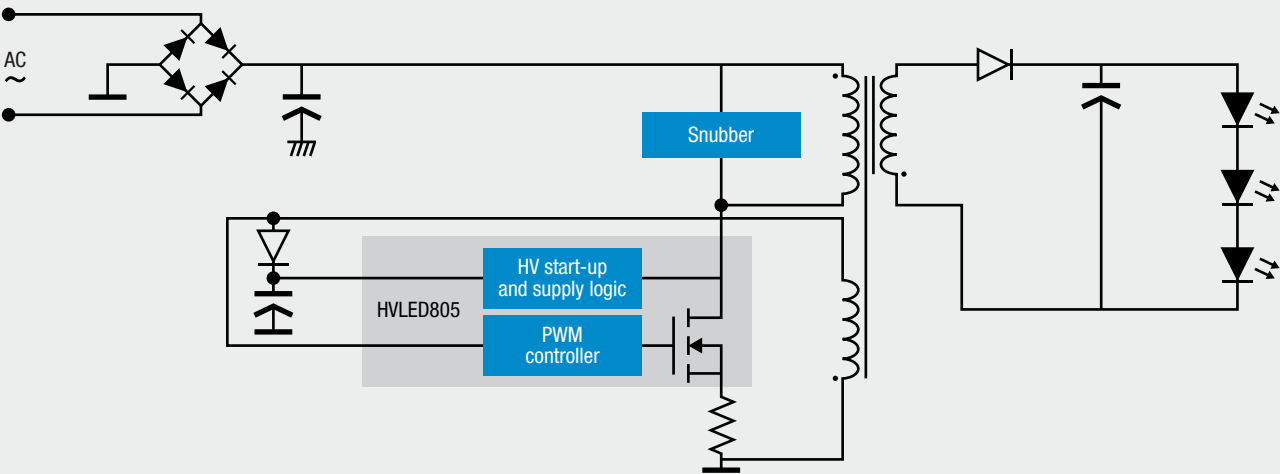 AC
~
Snubber
HV start-up
and supply logic
HVLED805
PWM
controller